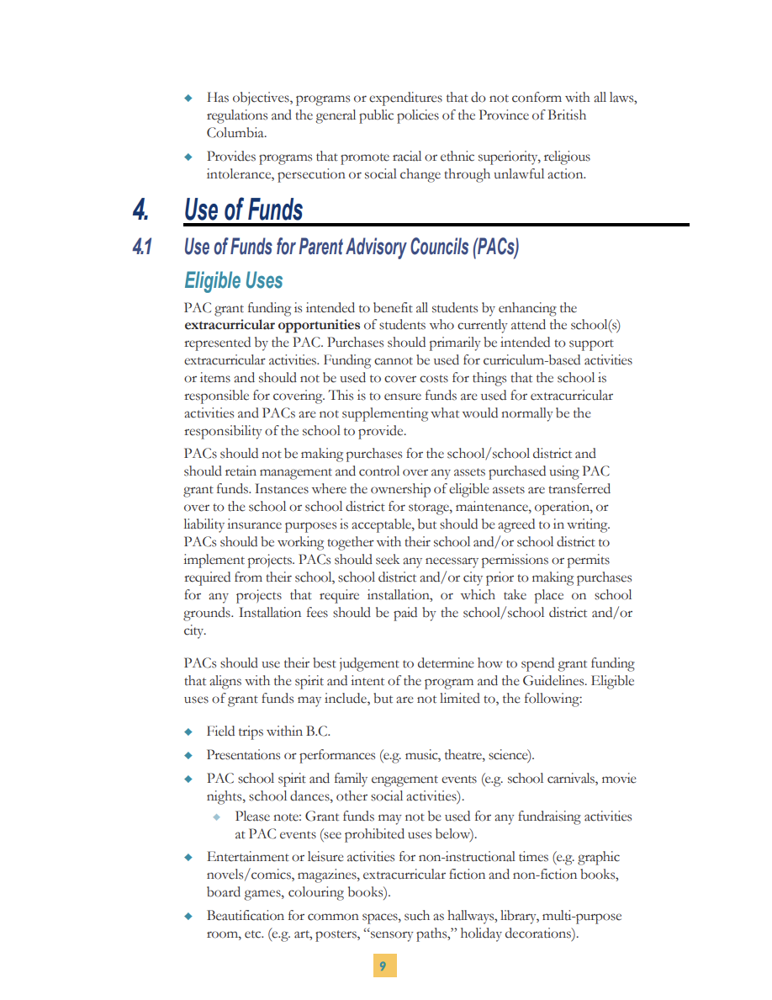 ◆ Has objectives, programs or expenditures that do not conform with all laws,
regulations and the general public policies of the Province of British
Columbia.
◆ Provides programs that promote racial or ethnic superiority, religious
intolerance, persecution or social change through unlawful action.
4. Use of Funds
4.1 Use of Funds for Parent Advisory Councils (PACs)
Eligible Uses
PAC grant funding is intended to benefit all students by enhancing the
extracurricular opportunities of students who currently attend the school(s)
represented by the PAC. Purchases should primarily be intended to support
extracurricular activities. Funding cannot be used for curriculum-based activities
or items and should not be used to cover costs for things that the school is
responsible for covering. This is to ensure funds are used for extracurricular
activities and PACs are not supplementing what would normally be the
responsibility of the school to provide.
PACs should not be making purchases for the school/school district and
should retain management and control over any assets purchased using PAC
grant funds. Instances where the ownership of eligible assets are transferred
over to the school or school district for storage, maintenance, operation, or
liability insurance purposes is acceptable, but should be agreed to in writing.
PACs should be working together with their school and/or school district to
implement projects. PACs should seek any necessary permissions or permits
required from their school, school district and/or city prior to making purchases
for any projects that require installation, or which take place on school
grounds. Installation fees should be paid by the school/school district and/or
city.
PACs should use their best judgement to determine how to spend grant funding
that aligns with the spirit and intent of the program and the Guidelines. Eligible
uses of grant funds may include, but are not limited to, the following:
◆ Field trips within B.C.
◆ Presentations or performances (e.g. music, theatre, science).
◆ PAC school spirit and family engagement events (e.g. school carnivals, movie
nights, school dances, other social activities).
◆ Please note: Grant funds may not be used for any fundraising activities
at PAC events (see prohibited uses below).
◆ Entertainment or leisure activities for non-instructional times (e.g. graphic
novels/comics, magazines, extracurricular fiction and non-fiction books,
board games, colouring books).
◆ Beautification for common spaces, such as hallways, library, multi-purpose
room, etc. (e.g. art, posters, “sensory paths,” holiday decorations).
9